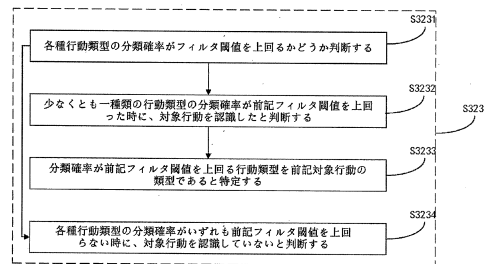 S3231
各種行動類型の分類確率がフィルタ閾値を上回るかどうか判断する
S3232
少なくとも一種類の行動類型の分類確率が前記フィルタ閾値を上回
った時に、対象行動を認識したと判断する
S323
S3233
分類確率が前記フィルタ閾値を上回る行動類型を前記対象行動の
類型であると特定する
S3234
各種行動類型の分類確率がいずれも前記フィルタ閾値を上回
らない時に、対象行動を認識していないと判断する